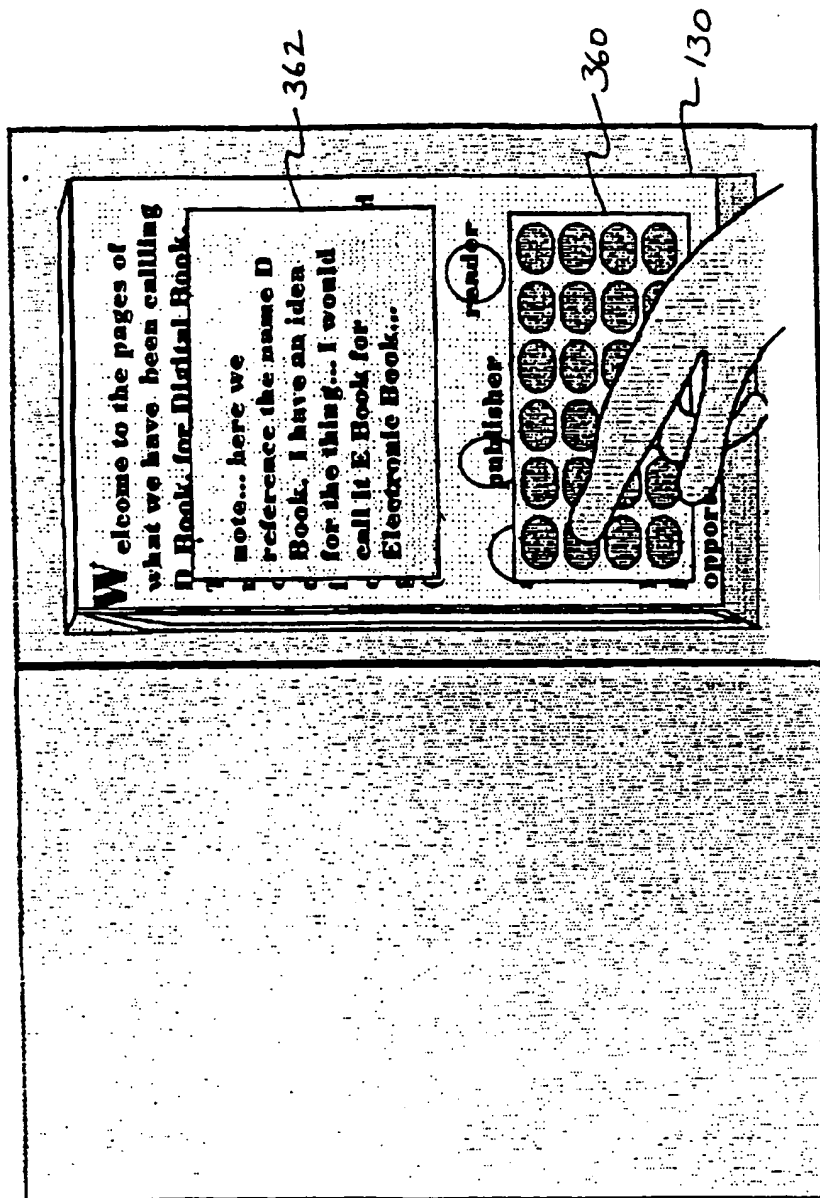 Welcome to the pages of
what we have been callling
D Book, for Digital Book.
note... here we
reference the name D
Book, I have an idea
for the thing... I would
call it E Book for
Electronic Book...
publisher
reador
oppor
362
360
130